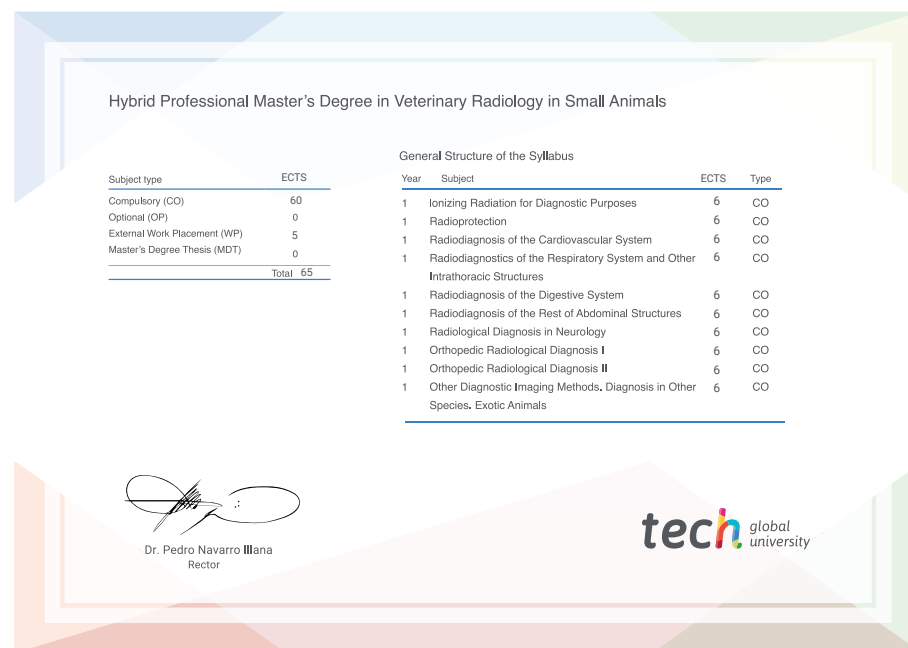 Hybrid Professional Master's Degree in Veterinary Radiology in Small Animals
Subject type ECTS
Compulsory (CO) 60
Optional (OP) 0
External Work Placement (WP) 5
Master's Degree Thesis (MDT) 0
Total 65
General Structure of the Syllabus
Year Subject ECTS Type
1 Ionizing Radiation for Diagnostic Purposes 6 CO
1 Radioprotection 6 CO
1 Radiodiagnosis of the Cardiovascular System 6 CO
1 Radiodiagnostics of the Respiratory System and Other 6 CO
Intrathoracic Structures
1 Radiodiagnosis of the Digestive System 6 CO
1 Radiodiagnosis of the Rest of Abdominal Structures 6 CO
1 Radiological Diagnosis in Neurology 6 CO
1 Orthopedic Radiological Diagnosis I 6 CO
1 Orthopedic Radiological Diagnosis II 6 CO
1 Other Diagnostic Imaging Methods. Diagnosis in Other 6 CO
Species. Exotic Animals
Dr. Pedro Navarro Illana
Rector
tech global
university